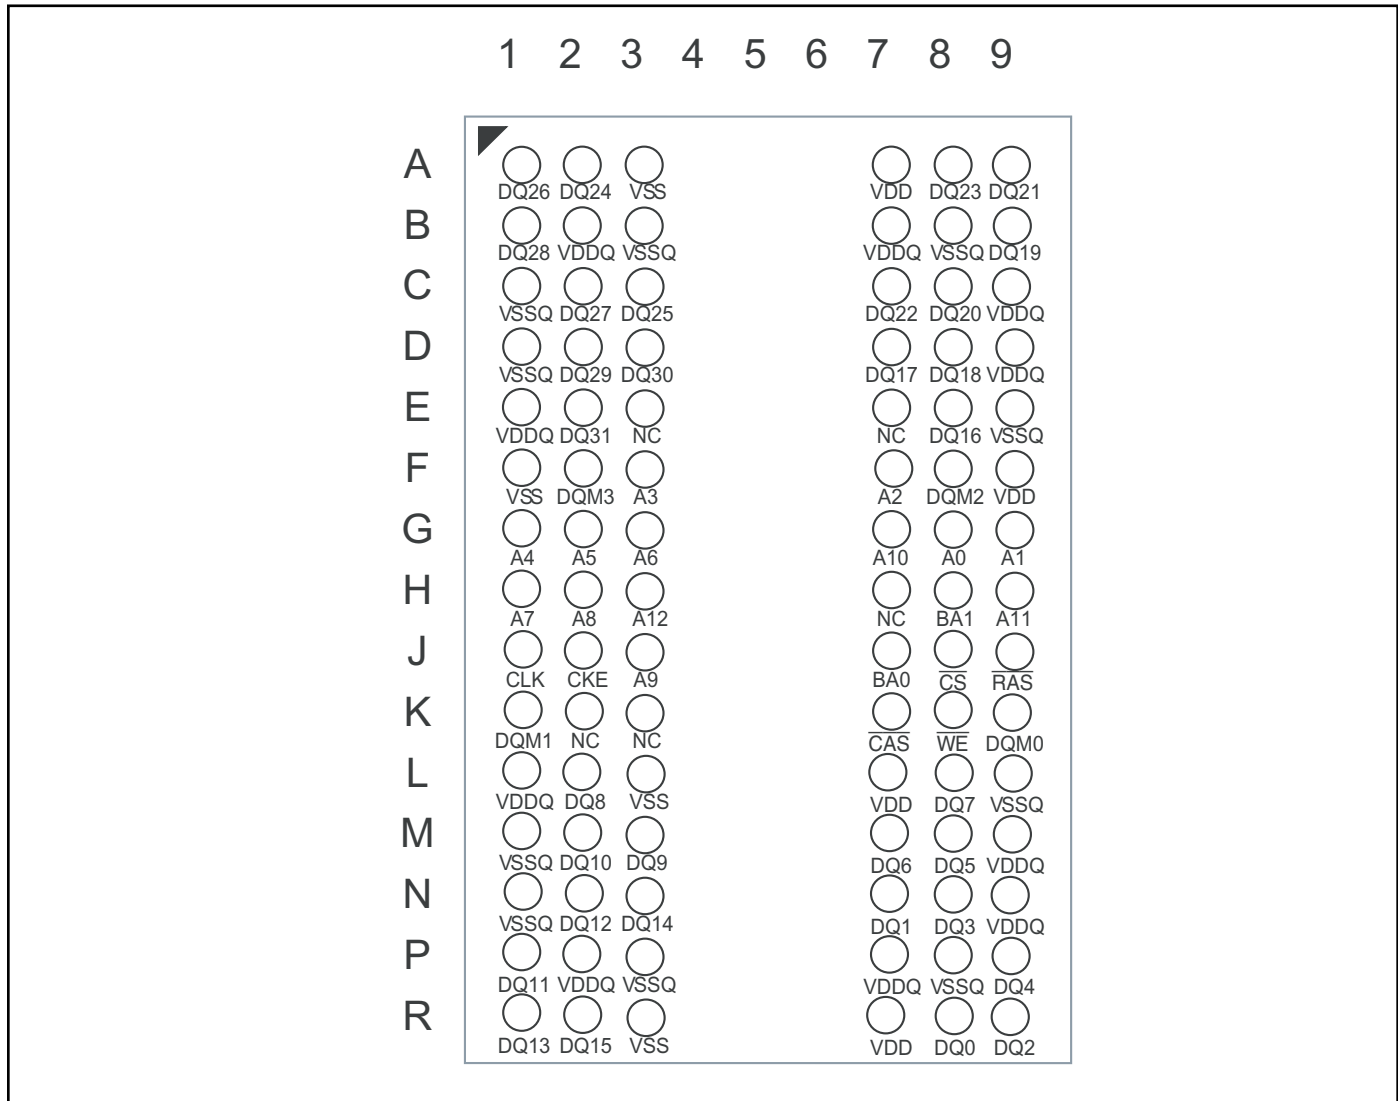 1 2 3 4 5 6 7 8 9
A
DQ26 DQ24 VSS VDD DQ23 DQ21
B
DQ28 VDDQ VSSQ VDDQ VSSQ DQ19
C
VSSQ DQ27 DQ25 DQ22 DQ20 VDDQ
D
VSSQ DQ29 DQ30 DQ17 DQ18 VDDQ
E
VDDQ DQ31 NC NC DQ16 VSSQ
F
VSS DQM3 A3 A2 DQM2 VDD
G
A4 A5 A6 A10 A0 A1
H
A7 A8 A12 NC BA1 A11
J
CLK CKE A9 BA0 C̅S̅ R̅A̅S̅
K
DQM1 NC NC C̅A̅S̅ W̅E̅ DQM0
L
VDDQ DQ8 VSS VDD DQ7 VSSQ
M
VSSQ DQ10 DQ9 DQ6 DQ5 VDDQ
N
VSSQ DQ12 DQ14 DQ1 DQ3 VDDQ
P
DQ11 VDDQ VSSQ VDDQ VSSQ DQ4
R
DQ13 DQ15 VSS VDD DQ0 DQ2